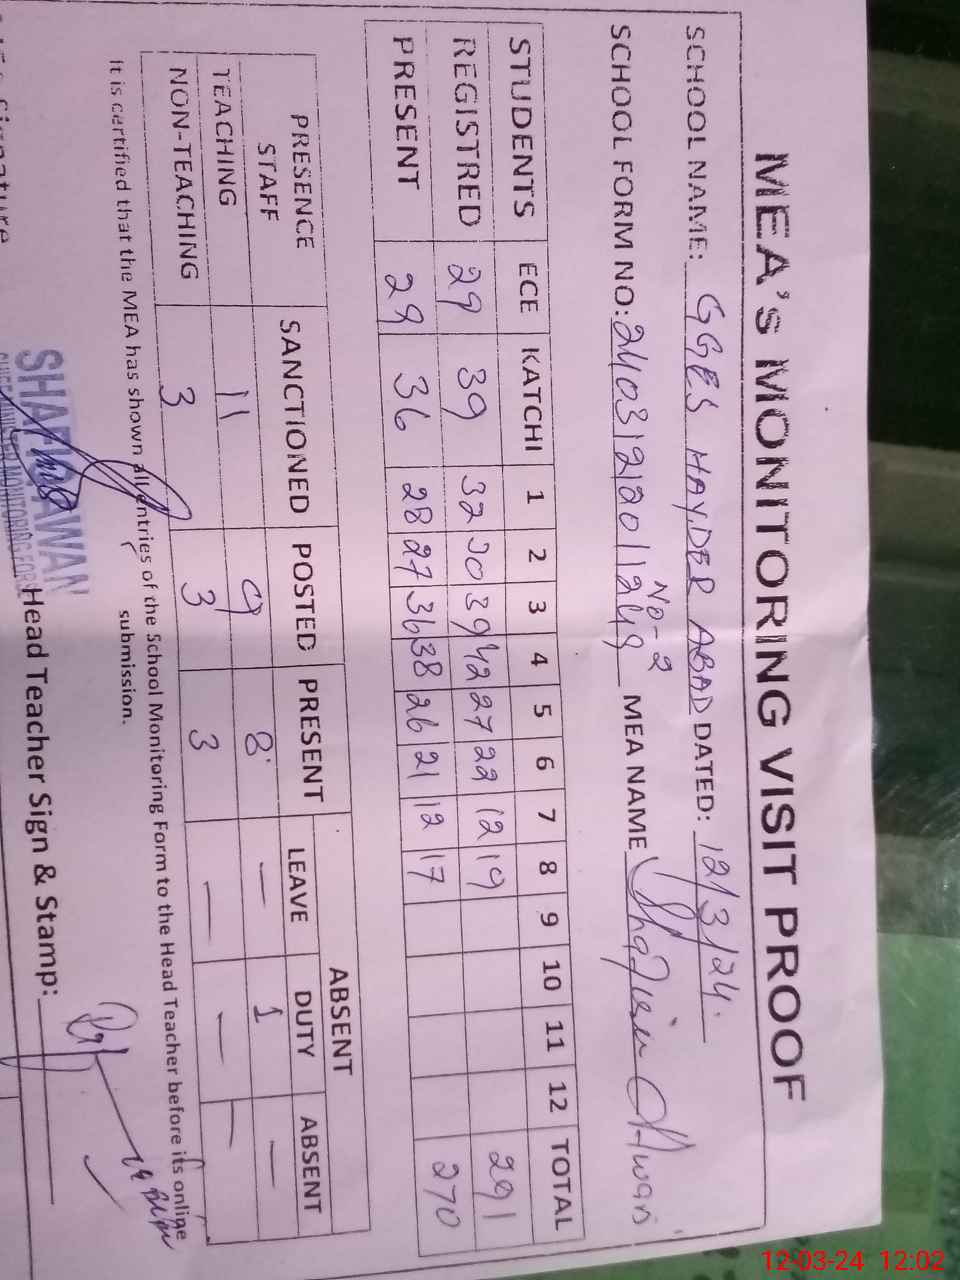 MEA's MONITORING VISIT PROOF
SCHOOL NAME: GGES HAYDER ABAD DATED: 12/3/24.
No-2
SCHOOL FORM NO: 2403122011249 MEA NAME Shafiein Awan
STUDENTS ECE KATCHI 1 2 3 4 5 6 7 8 9 10 11 12 TOTAL
REGISTRED 29 39 32 30 39 42 27 22 12 19 291
PRESENT 29 36 28 27 36 38 26 21 12 17 270
ABSENT
PRESENCE STAFF SANCTIONED POSTED PRESENT LEAVE DUTY ABSENT
TEACHING 11 9 8 — 1 —
NON-TEACHING 3 3 3 — — —
It is certified that the MEA has shown all entries of the School Monitoring Form to the Head Teacher before its online
submission.
Head Teacher Sign & Stamp:
AWAN
Signature
12-03-24 12:02